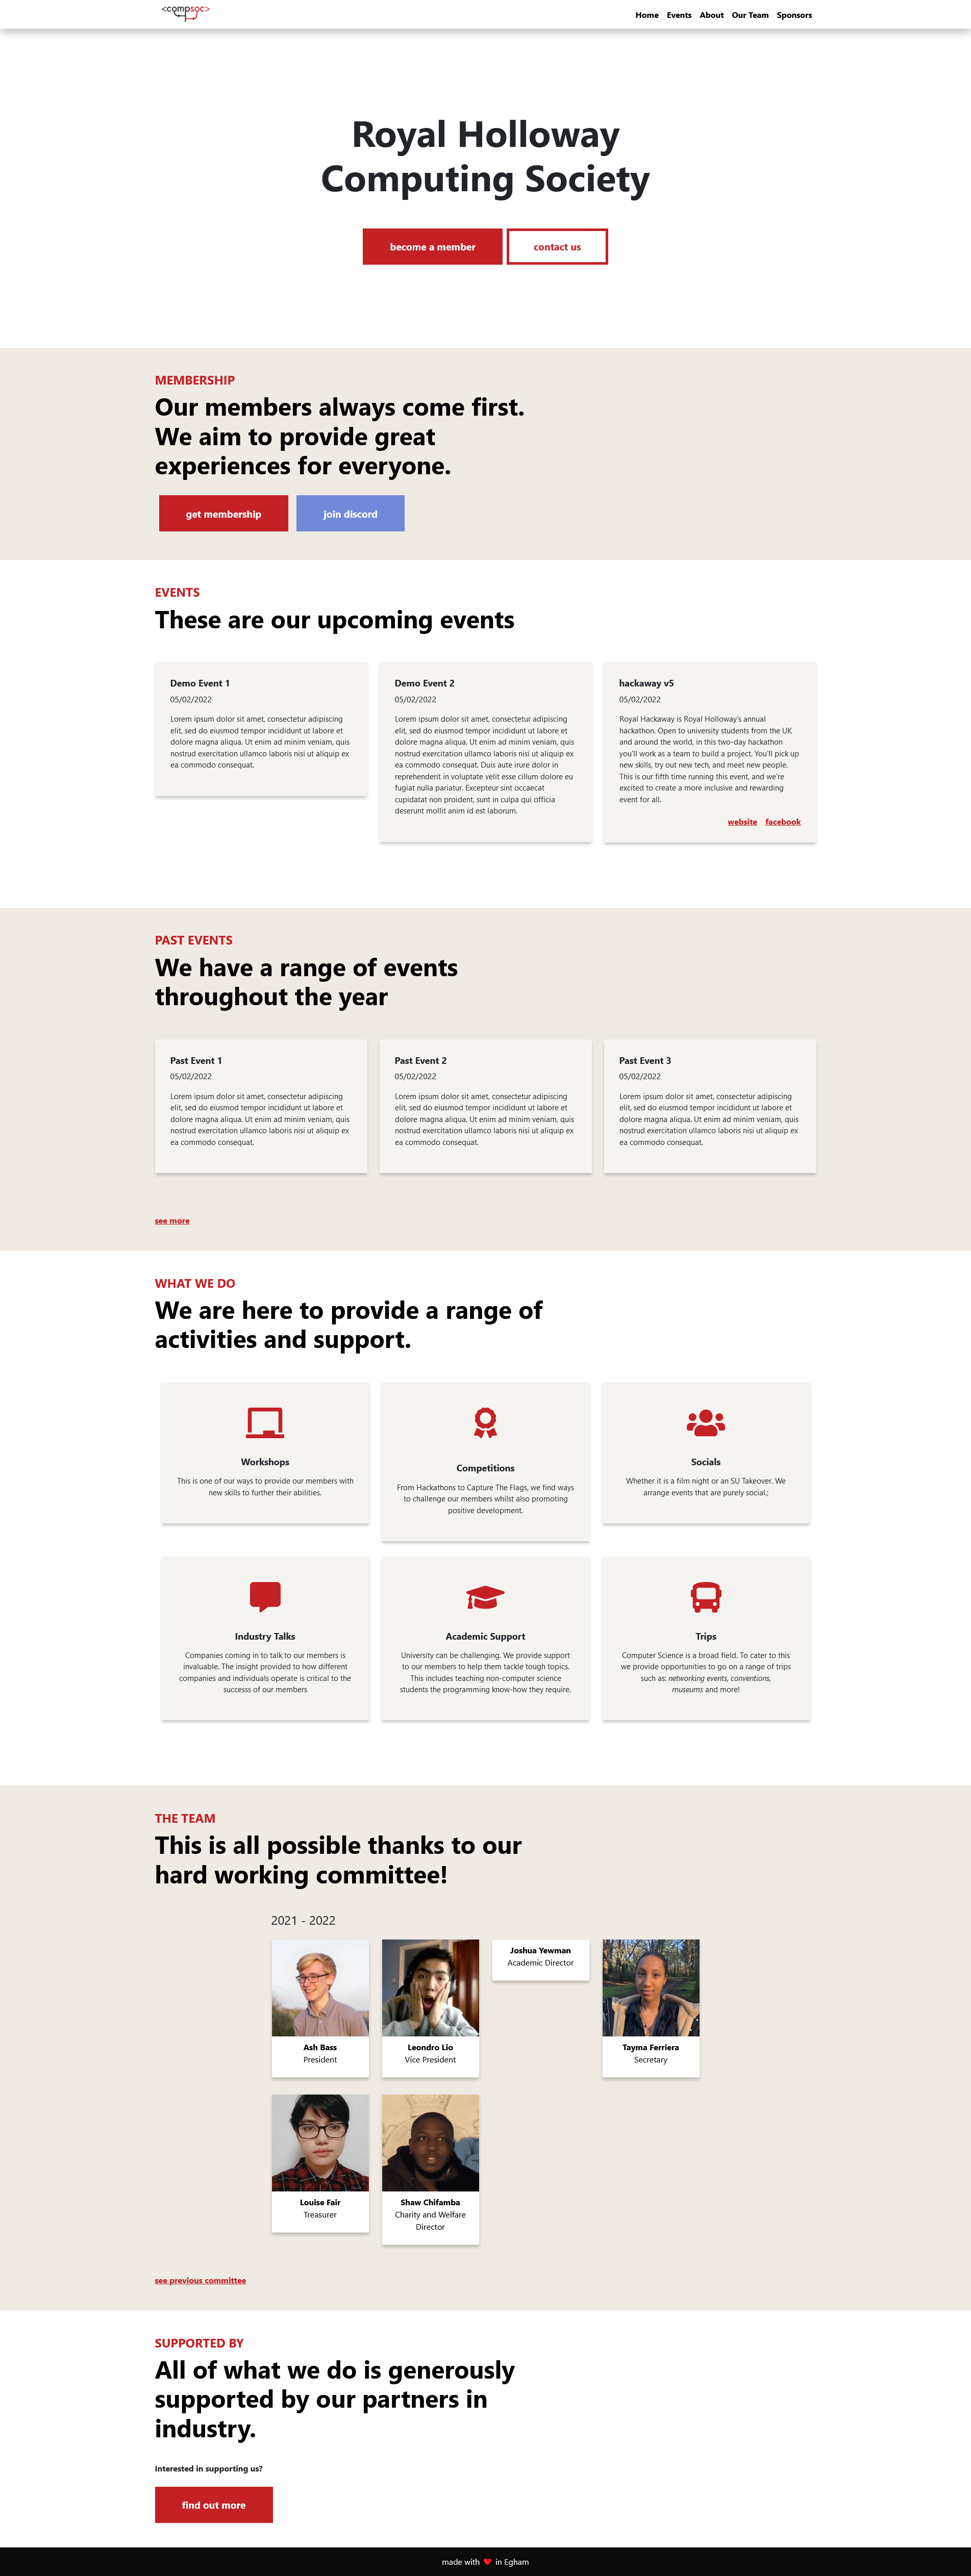 <compsoc>
Home Events About Our Team Sponsors
Royal Holloway
Computing Society
become a member contact us
MEMBERSHIP
Our members always come first.
We aim to provide great
experiences for everyone.
get membership join discord
EVENTS
These are our upcoming events
Demo Event 1
05/02/2022
Lorem ipsum dolor sit amet, consectetur adipiscing
elit, sed do eiusmod tempor incididunt ut labore et
dolore magna aliqua. Ut enim ad minim veniam, quis
nostrud exercitation ullamco laboris nisi ut aliquip ex
ea commodo consequat.
Demo Event 2
05/02/2022
Lorem ipsum dolor sit amet, consectetur adipiscing
elit, sed do eiusmod tempor incididunt ut labore et
dolore magna aliqua. Ut enim ad minim veniam, quis
nostrud exercitation ullamco laboris nisi ut aliquip ex
ea commodo consequat. Duis aute irure dolor in
reprehenderit in voluptate velit esse cillum dolore eu
fugiat nulla pariatur. Excepteur sint occaecat
cupidatat non proident, sunt in culpa qui officia
deserunt mollit anim id est laborum.
hackaway v5
05/02/2022
Royal Hackaway is Royal Holloway's annual
hackathon. Open to university students from the UK
and around the world, in this two-day hackathon
you'll work as a team to build a project. You'll pick up
new skills, try out new tech, and meet new people.
This is our fifth time running this event, and we're
excited to create a more inclusive and rewarding
event for all.
website facebook
PAST EVENTS
We have a range of events
throughout the year
Past Event 1
05/02/2022
Lorem ipsum dolor sit amet, consectetur adipiscing
elit, sed do eiusmod tempor incididunt ut labore et
dolore magna aliqua. Ut enim ad minim veniam, quis
nostrud exercitation ullamco laboris nisi ut aliquip ex
ea commodo consequat.
Past Event 2
05/02/2022
Lorem ipsum dolor sit amet, consectetur adipiscing
elit, sed do eiusmod tempor incididunt ut labore et
dolore magna aliqua. Ut enim ad minim veniam, quis
nostrud exercitation ullamco laboris nisi ut aliquip ex
ea commodo consequat.
Past Event 3
05/02/2022
Lorem ipsum dolor sit amet, consectetur adipiscing
elit, sed do eiusmod tempor incididunt ut labore et
dolore magna aliqua. Ut enim ad minim veniam, quis
nostrud exercitation ullamco laboris nisi ut aliquip ex
ea commodo consequat.
see more
WHAT WE DO
We are here to provide a range of
activities and support.
Workshops
This is one of our ways to provide our members with
new skills to further their abilities.
Competitions
From Hackathons to Capture The Flags, we find ways
to challenge our members whilst also promoting
positive development.
Socials
Whether it is a film night or an SU Takeover. We
arrange events that are purely social.;
Industry Talks
Companies coming in to talk to our members is
invaluable. The insight provided to how different
companies and individuals operate is critical to the
successs of our members
Academic Support
University can be challenging. We provide support
to our members to help them tackle tough topics.
This includes teaching non-computer science
students the programming know-how they require.
Trips
Computer Science is a broad field. To cater to this
we provide opportunities to go on a range of trips
such as: networking events, conventions,
museums and more!
THE TEAM
This is all possible thanks to our
hard working committee!
2021 - 2022
Ash Bass
President
Leondro Lio
Vice President
Joshua Yewman
Academic Director
Tayma Ferriera
Secretary
Louise Fair
Treasurer
Shaw Chifamba
Charity and Welfare
Director
see previous committee
SUPPORTED BY
All of what we do is generously
supported by our partners in
industry.
Interested in supporting us?
find out more
made with ❤ in Egham